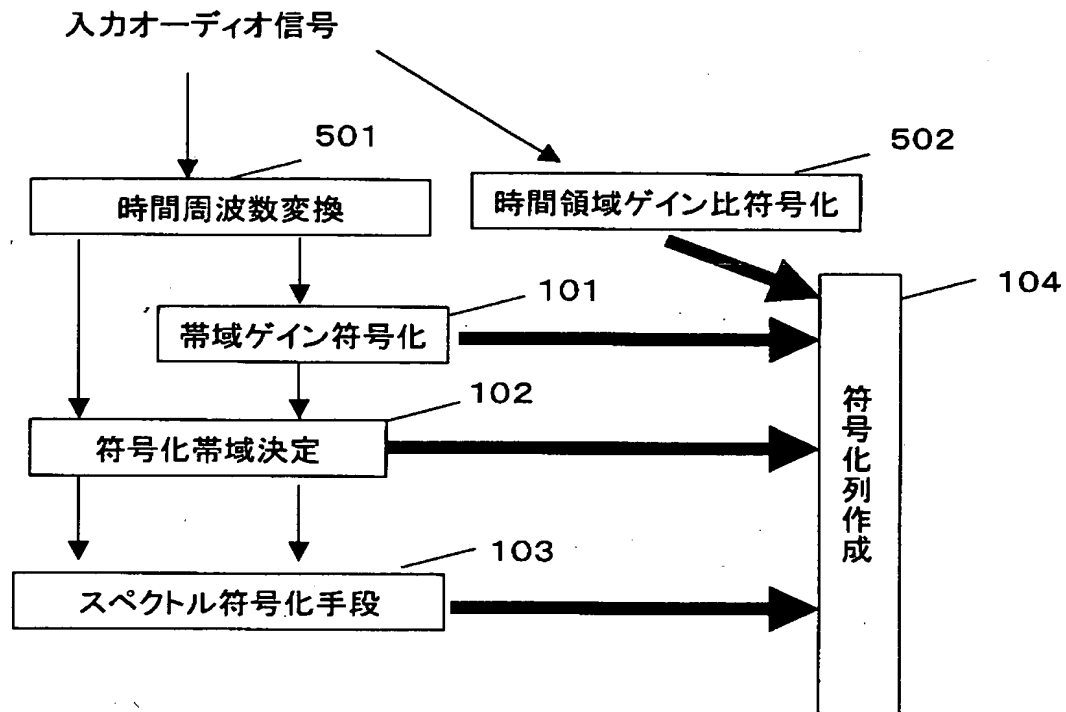 入力オーディオ信号
501
502
時間周波数変換
時間領域ゲイン比符号化
104
101
帯域ゲイン符号化
102
符号化帯域決定
符号化列作成
103
スペクトル符号化手段